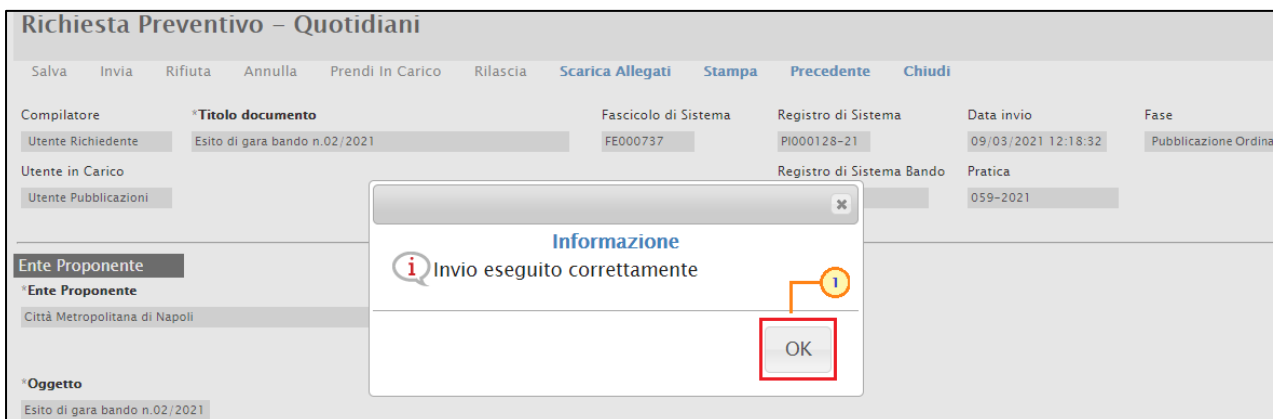 Richiesta Preventivo – Quotidiani
Salva Invia Rifiuta Annulla Prendi In Carico Rilascia Scarica Allegati Stampa Precedente Chiudi
Compilatore *Titolo documento Fascicolo di Sistema Registro di Sistema Data invio Fase
Utente Richiedente Esito di gara bando n.02/2021 FE000737 PI000128-21 09/03/2021 12:18:32 Pubblicazione Ordina
Utente in Carico Registro di Sistema Bando Pratica
Utente Pubblicazioni 059-2021
Informazione
Invio eseguito correttamente
1
OK
Ente Proponente
*Ente Proponente
Città Metropolitana di Napoli
*Oggetto
Esito di gara bando n.02/2021